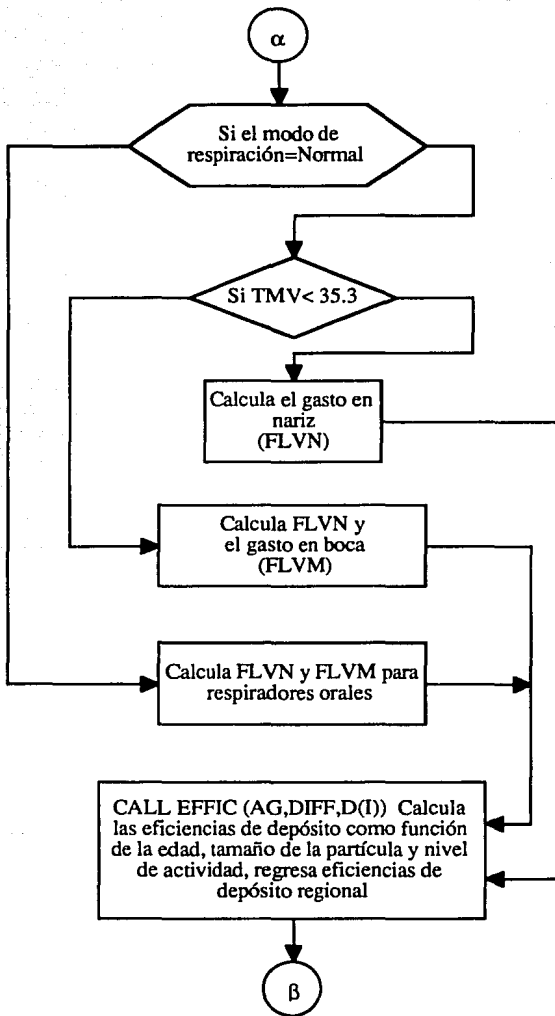 α
Si el modo de
respiración=Normal
Si TMV< 35.3
Calcula el gasto en
nariz
(FLVN)
Calcula FLVN y
el gasto en boca
(FLVM)
Calcula FLVN y FLVM para
respiradores orales
CALL EFFIC (AG,DIFF,D(I)) Calcula
las eficiencias de depósito como función
de la edad, tamaño de la partícula y nivel
de actividad, regresa eficiencias de
depósito regional
β